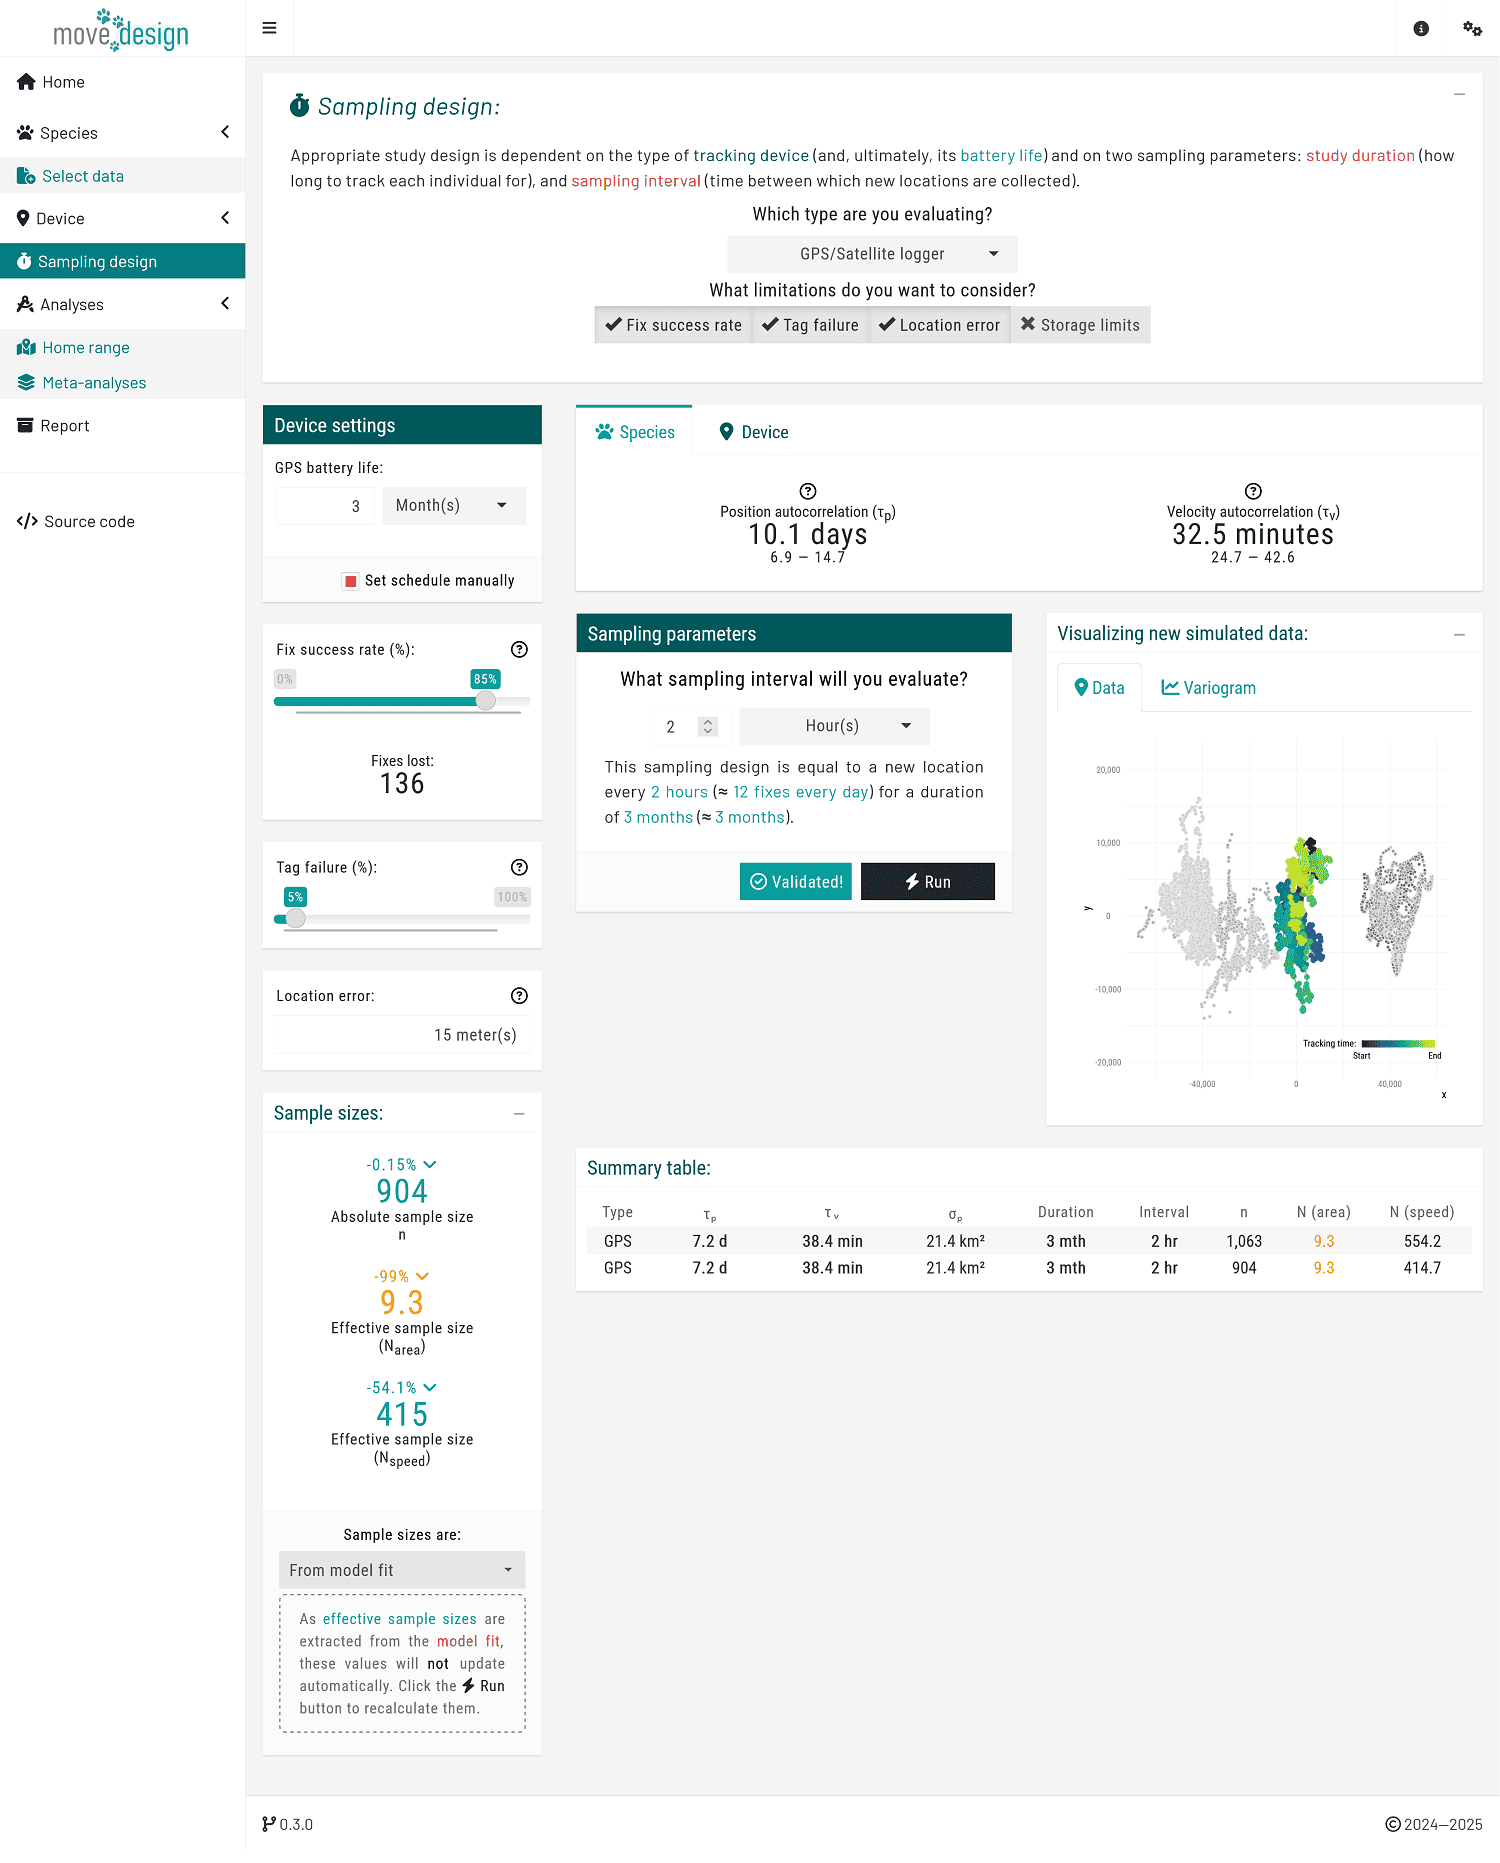 move.design
Home
Species
Select data
Device
Sampling design
Analyses
Home range
Meta-analyses
Report
Source code
Sampling design:
Appropriate study design is dependent on the type of tracking device (and, ultimately, its battery life) and on two sampling parameters: study duration (how
long to track each individual for), and sampling interval (time between which new locations are collected).
Which type are you evaluating?
GPS/Satellite logger
What limitations do you want to consider?
Fix success rate Tag failure Location error Storage limits
Device settings
GPS battery life:
3 Month(s)
Set schedule manually
Fix success rate (%):
0% 85%
Fixes lost:
136
Tag failure (%):
5% 100%
Location error:
15 meter(s)
Sample sizes:
-0.15%
904
Absolute sample size
n
-99%
9.3
Effective sample size
(Narea)
-54.1%
415
Effective sample size
(Nspeed)
Sample sizes are:
From model fit
As effective sample sizes are
extracted from the model fit,
these values will not update
automatically. Click the Run
button to recalculate them.
Species Device
Position autocorrelation (τp)
10.1 days
6.9 — 14.7
Velocity autocorrelation (τv)
32.5 minutes
24.7 — 42.6
Sampling parameters
What sampling interval will you evaluate?
2 Hour(s)
This sampling design is equal to a new location
every 2 hours (≈ 12 fixes every day) for a duration
of 3 months (≈ 3 months).
Validated! Run
Visualizing new simulated data:
Data Variogram
20,000
10,000
y
0
-10,000
-20,000
Tracking time:
Start End
-40,000 0 40,000
x
Summary table:
Type τp τv σp Duration Interval n N (area) N (speed)
GPS 7.2 d 38.4 min 21.4 km² 3 mth 2 hr 1,063 9.3 554.2
GPS 7.2 d 38.4 min 21.4 km² 3 mth 2 hr 904 9.3 414.7
0.3.0
© 2024—2025